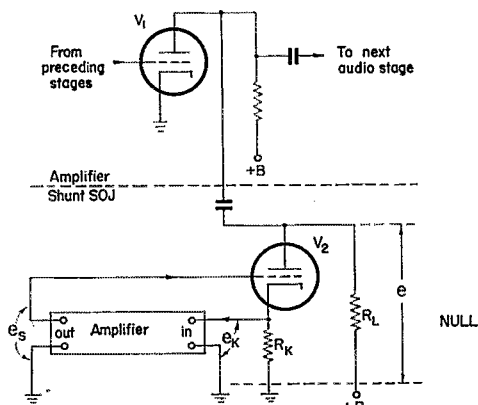 V1
From
preceding
stages
To next
audio stage
+B
Amplifier
Shunt SOJ
V2
e
NULL
es
out
Amplifier
in
eK
RK
RL
+B